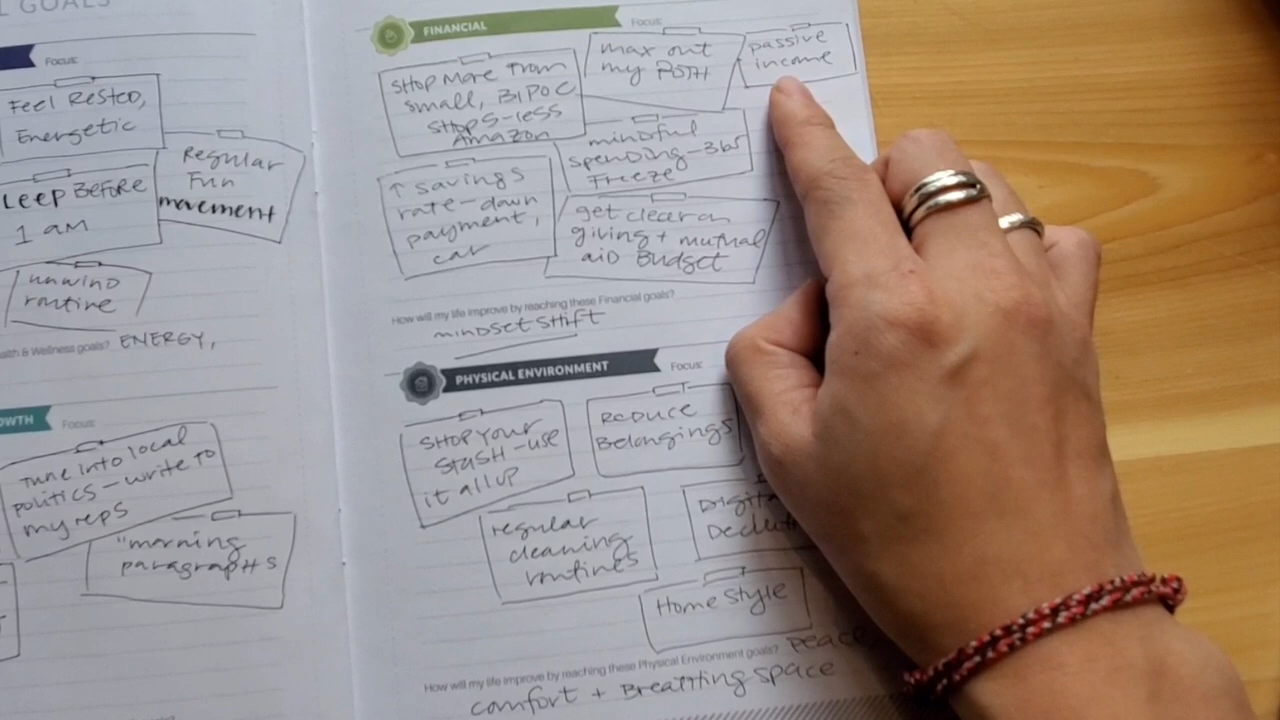 GOALS
Focus:
Feel Rested,
Energetic
Regular
Fun
movement
Leep Before
1 am
unwind
routine
alth & Wellness goals? ENERGY,
OWTH
Focus:
Tune into local
politics - write to
my reps
"morning
paragraphs
FINANCIAL
Focus:
SHOP MORE From
small, BIPOC
SHOPS - less
Amazon
max out
my ROTH
passive
income
mindful
spending - 365
Freeze
↑ savings
rate - down
payment,
car
get clear on
giving + mutual
aid Budget
How will my life improve by reaching these Financial goals?
mindset shift
PHYSICAL ENVIRONMENT
Focus:
SHOP YOUR
STASH - use
it all up
Reduce
Belongings
regular
cleaning
routines
Digita
Declut
Home Style
How will my life improve by reaching these Physical Environment goals? peace,
comfort + Breathing space